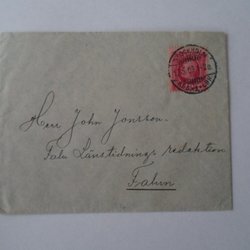 Herr John Jonsson.
Falu Länstidnings redaktion
Falun